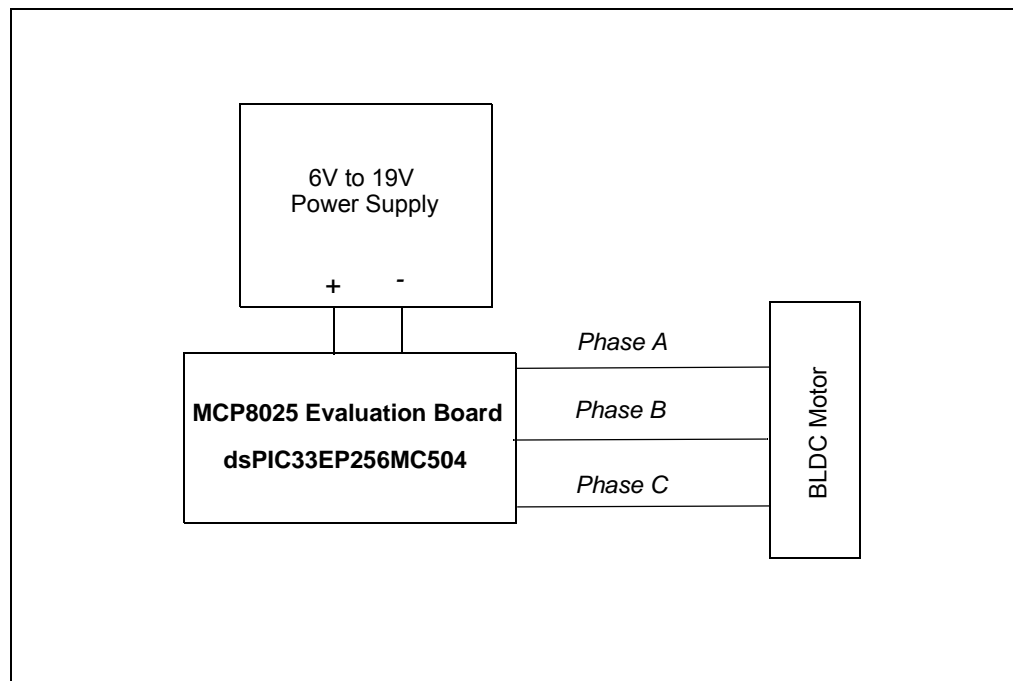 6V to 19V
Power Supply
+ -
MCP8025 Evaluation Board
dsPIC33EP256MC504
Phase A
Phase B
Phase C
BLDC Motor